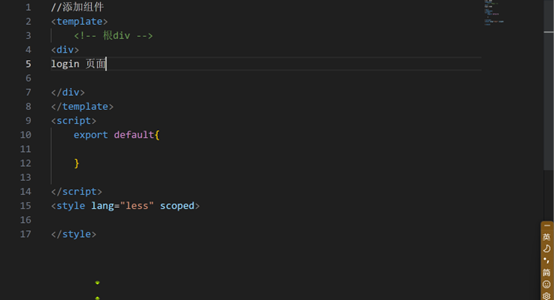 1 //添加组件
2 <template>
3 <!-- 根div -->
4 <div>
5 login 页面
6
7 </div>
8 </template>
9 <script>
10 export default{
11
12 }
13
14 </script>
15 <style lang="less" scoped>
16
17 </style>
英
简